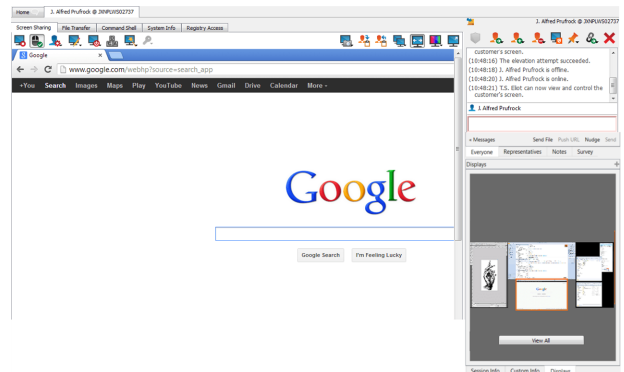 Home
J. Alfred Prufrock @ JXNPLWS02737
Screen Sharing File Transfer Command Shell System Info Registry Access
Google
www.google.com/webhp?source=search_app
+You Search Images Maps Play YouTube News Gmail Drive Calendar More
Google
Google Search I'm Feeling Lucky
J. Alfred Prufrock @ JXNPLWS02737
customer's screen.
(10:48:16) The elevation attempt succeeded.
(10:48:18) J. Alfred Prufrock is offline.
(10:48:20) J. Alfred Prufrock is online.
(10:48:21) T.S. Eliot can now view and control the
customer's screen.
J. Alfred Prufrock
» Messages Send File Push URL Nudge Send
Everyone Representatives Notes Survey
Displays
View All
Session Info Custom Info Displays